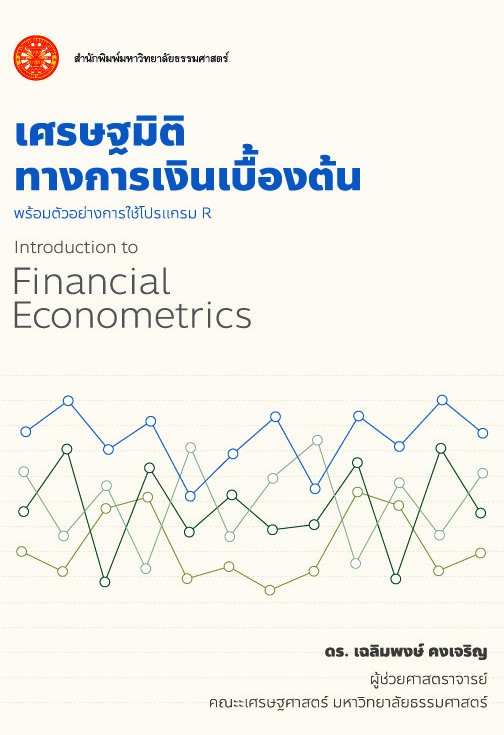 สำนักพิมพ์มหาวิทยาลัยธรรมศาสตร์
เศรษฐมิติ
ทางการเงินเบื้องต้น
พร้อมตัวอย่างการใช้โปรแกรม R
Introduction to
Financial
Econometrics
ดร. เฉลิมพงษ์ คงเจริญ
ผู้ช่วยศาสตราจารย์
คณะเศรษฐศาสตร์ มหาวิทยาลัยธรรมศาสตร์